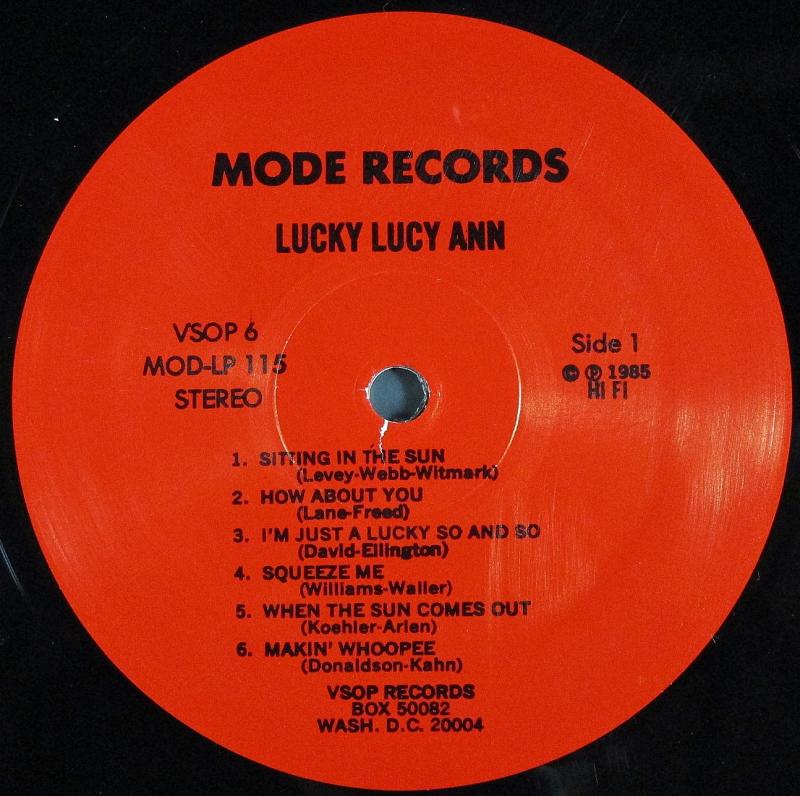 MODE RECORDS
LUCKY LUCY ANN
VSOP 6
MOD-LP 115
STEREO
Side 1
© ℗ 1985
HI FI
1. SITTING IN THE SUN
(Levey-Webb-Witmark)
2. HOW ABOUT YOU
(Lane-Freed)
3. I'M JUST A LUCKY SO AND SO
(David-Ellington)
4. SQUEEZE ME
(Williams-Waller)
5. WHEN THE SUN COMES OUT
(Koehler-Arlen)
6. MAKIN' WHOOPEE
(Donaldson-Kahn)
VSOP RECORDS
BOX 50082
WASH. D.C. 20004